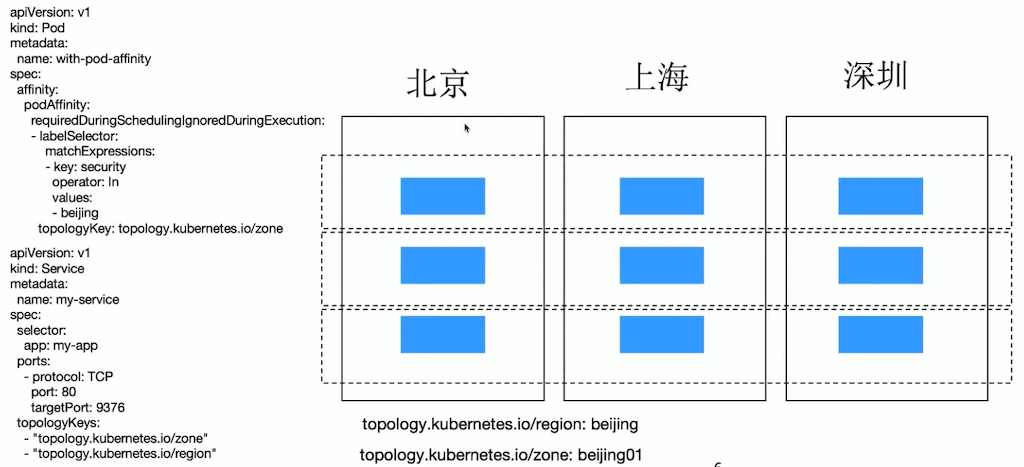 apiVersion: v1
kind: Pod
metadata:
  name: with-pod-affinity
spec:
  affinity:
    podAffinity:
      requiredDuringSchedulingIgnoredDuringExecution:
      - labelSelector:
          matchExpressions:
          - key: security
            operator: In
            values:
            - beijing
        topologyKey: topology.kubernetes.io/zone
apiVersion: v1
kind: Service
metadata:
  name: my-service
spec:
  selector:
    app: my-app
  ports:
    - protocol: TCP
      port: 80
      targetPort: 9376
  topologyKeys:
    - "topology.kubernetes.io/zone"
    - "topology.kubernetes.io/region"
北京
上海
深圳
topology.kubernetes.io/region: beijing
topology.kubernetes.io/zone: beijing01